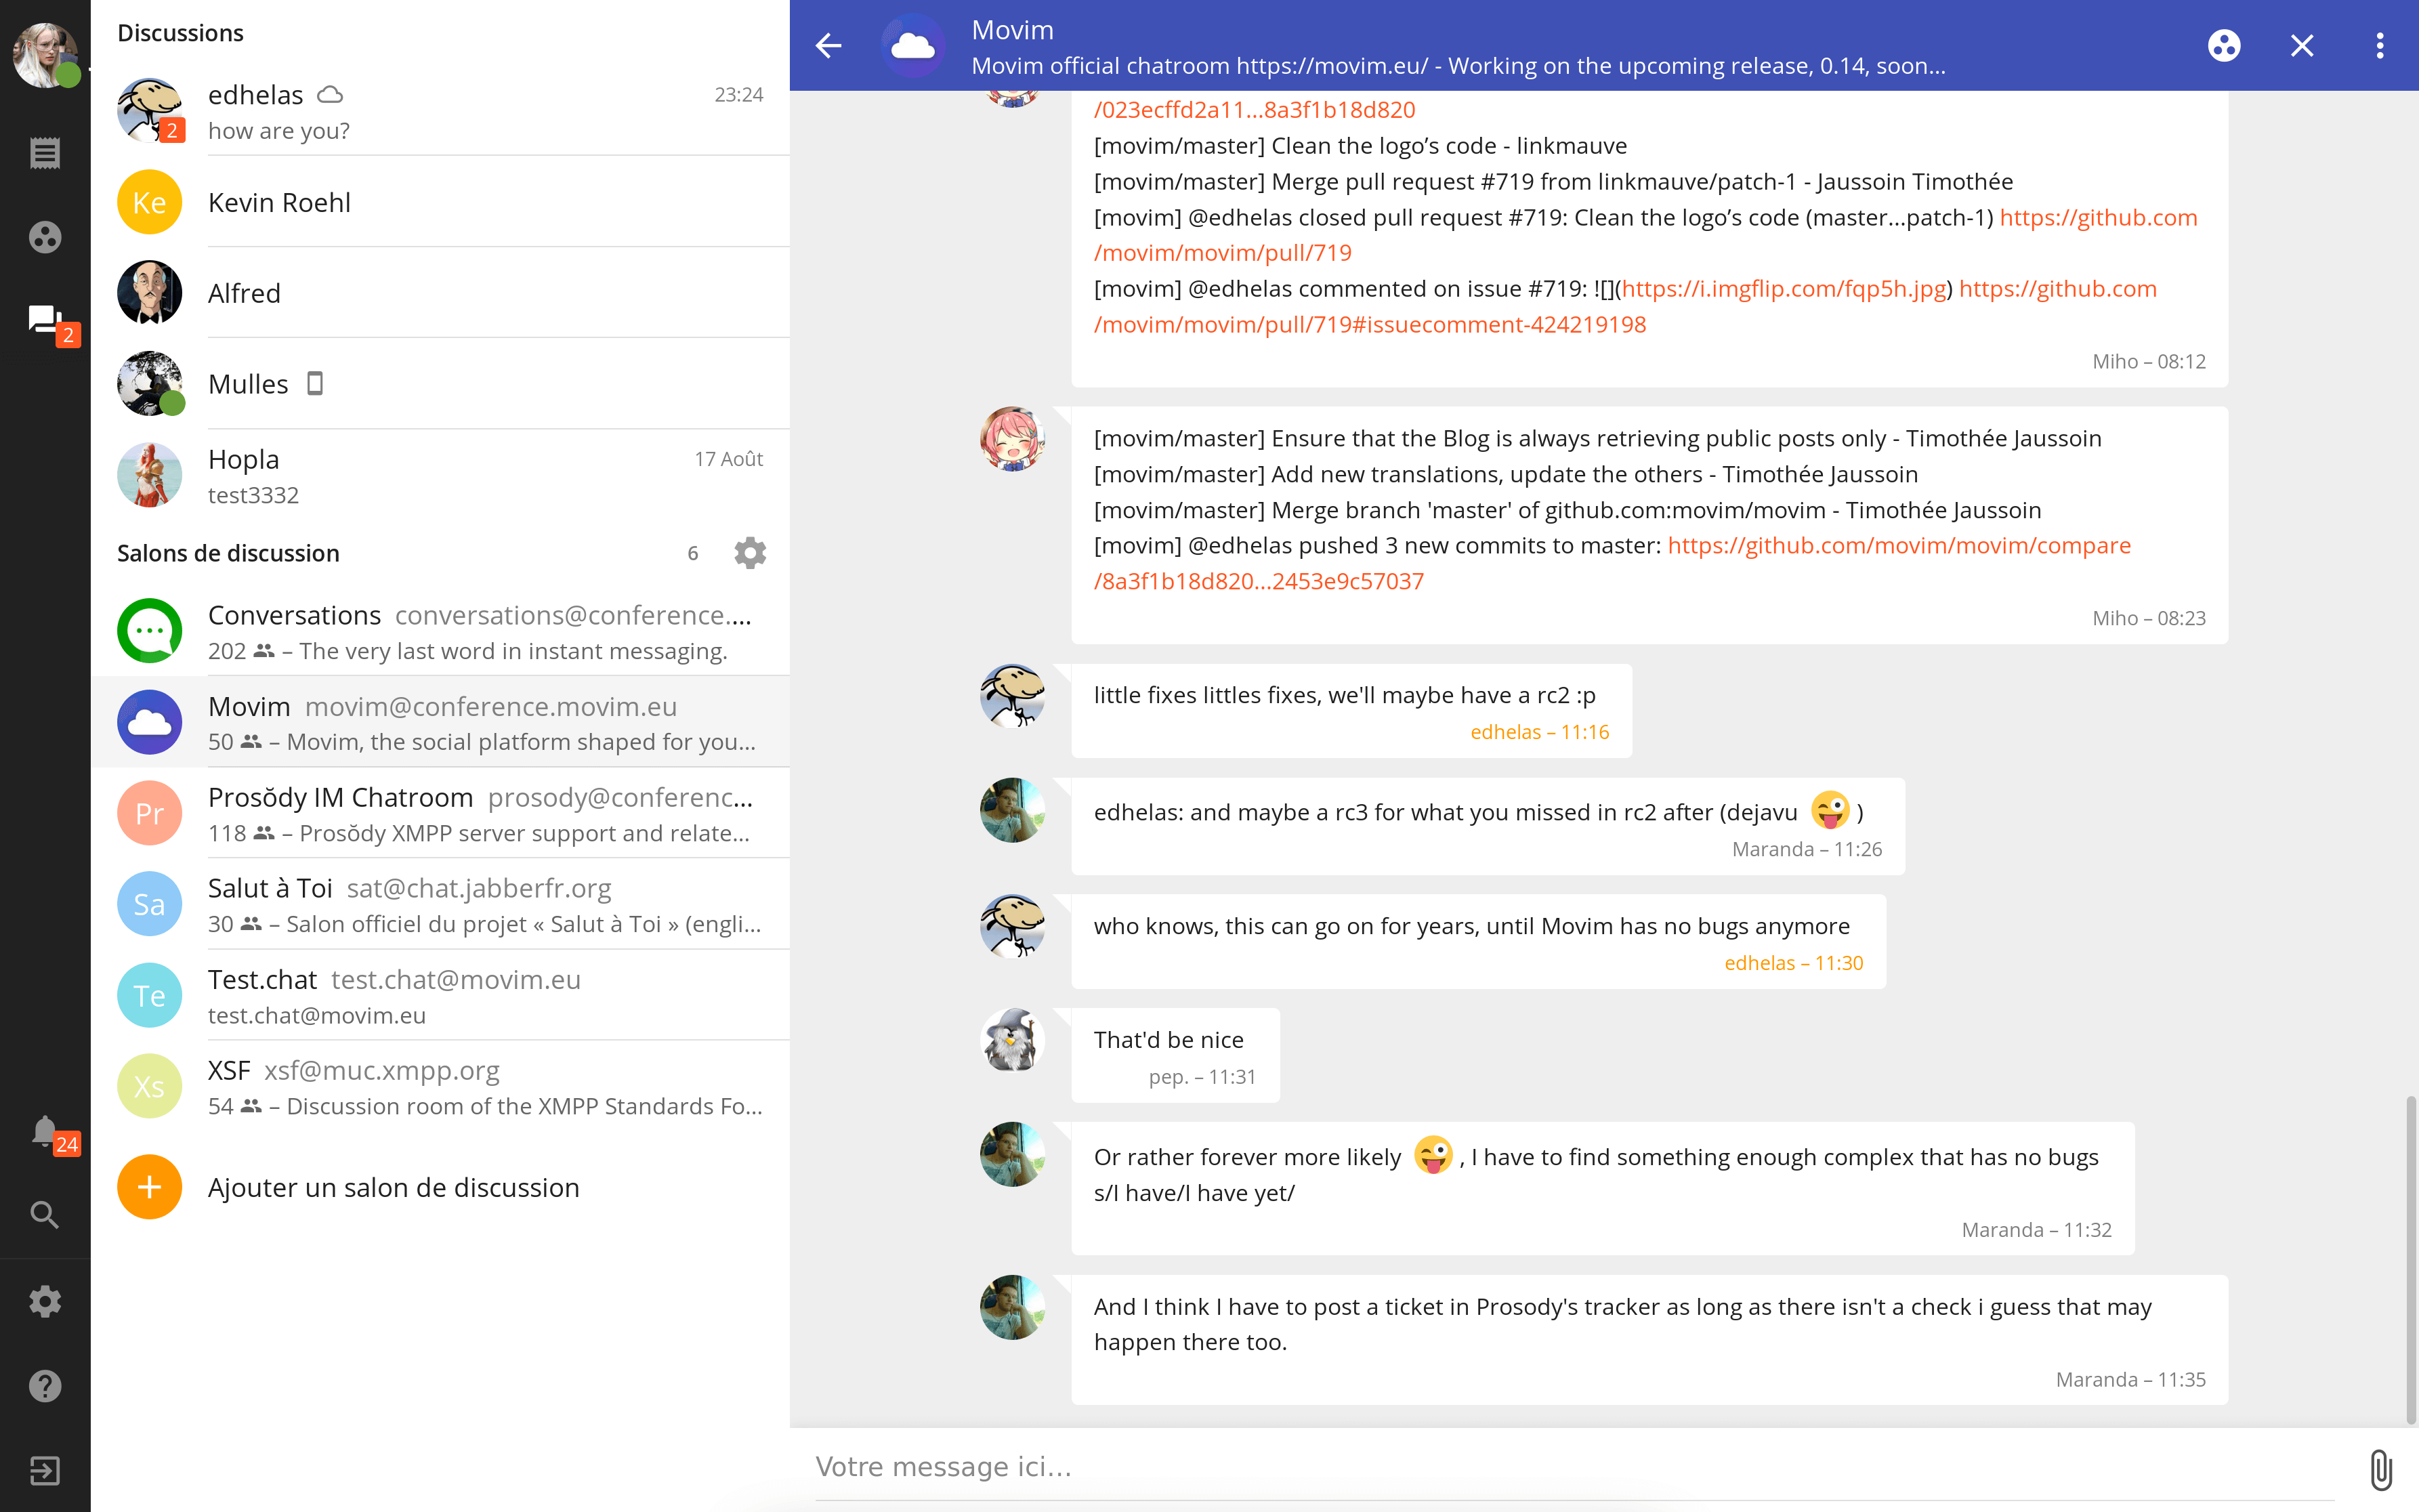 Discussions
edhelas
23:24
how are you?
2
Ke
Kevin Roehl
Alfred
2
Mulles
Hopla
17 Août
test3332
Salons de discussion
6
Conversations conversations@conference....
202 – The very last word in instant messaging.
Movim movim@conference.movim.eu
50 – Movim, the social platform shaped for you...
Pr
Prosŏdy IM Chatroom prosody@conferenc...
118 – Prosŏdy XMPP server support and relate...
Sa
Salut à Toi sat@chat.jabberfr.org
30 – Salon officiel du projet « Salut à Toi » (engli...
Te
Test.chat test.chat@movim.eu
test.chat@movim.eu
Xs
XSF xsf@muc.xmpp.org
54 – Discussion room of the XMPP Standards Fo...
24
+
Ajouter un salon de discussion
Movim
Movim official chatroom https://movim.eu/ - Working on the upcoming release, 0.14, soon...
/023ecffd2a11...8a3f1b18d820
[movim/master] Clean the logo’s code - linkmauve
[movim/master] Merge pull request #719 from linkmauve/patch-1 - Jaussoin Timothée
[movim] @edhelas closed pull request #719: Clean the logo’s code (master...patch-1) https://github.com
/movim/movim/pull/719
[movim] @edhelas commented on issue #719: ![](https://i.imgflip.com/fqp5h.jpg) https://github.com
/movim/movim/pull/719#issuecomment-424219198
Miho – 08:12
[movim/master] Ensure that the Blog is always retrieving public posts only - Timothée Jaussoin
[movim/master] Add new translations, update the others - Timothée Jaussoin
[movim/master] Merge branch 'master' of github.com:movim/movim - Timothée Jaussoin
[movim] @edhelas pushed 3 new commits to master: https://github.com/movim/movim/compare
/8a3f1b18d820...2453e9c57037
Miho – 08:23
little fixes littles fixes, we'll maybe have a rc2 :p
edhelas – 11:16
edhelas: and maybe a rc3 for what you missed in rc2 after (dejavu 😜 )
Maranda – 11:26
who knows, this can go on for years, until Movim has no bugs anymore
edhelas – 11:30
That'd be nice
pep. – 11:31
Or rather forever more likely 😜 , I have to find something enough complex that has no bugs
s/I have/I have yet/
Maranda – 11:32
And I think I have to post a ticket in Prosody's tracker as long as there isn't a check i guess that may
happen there too.
Maranda – 11:35
Votre message ici...